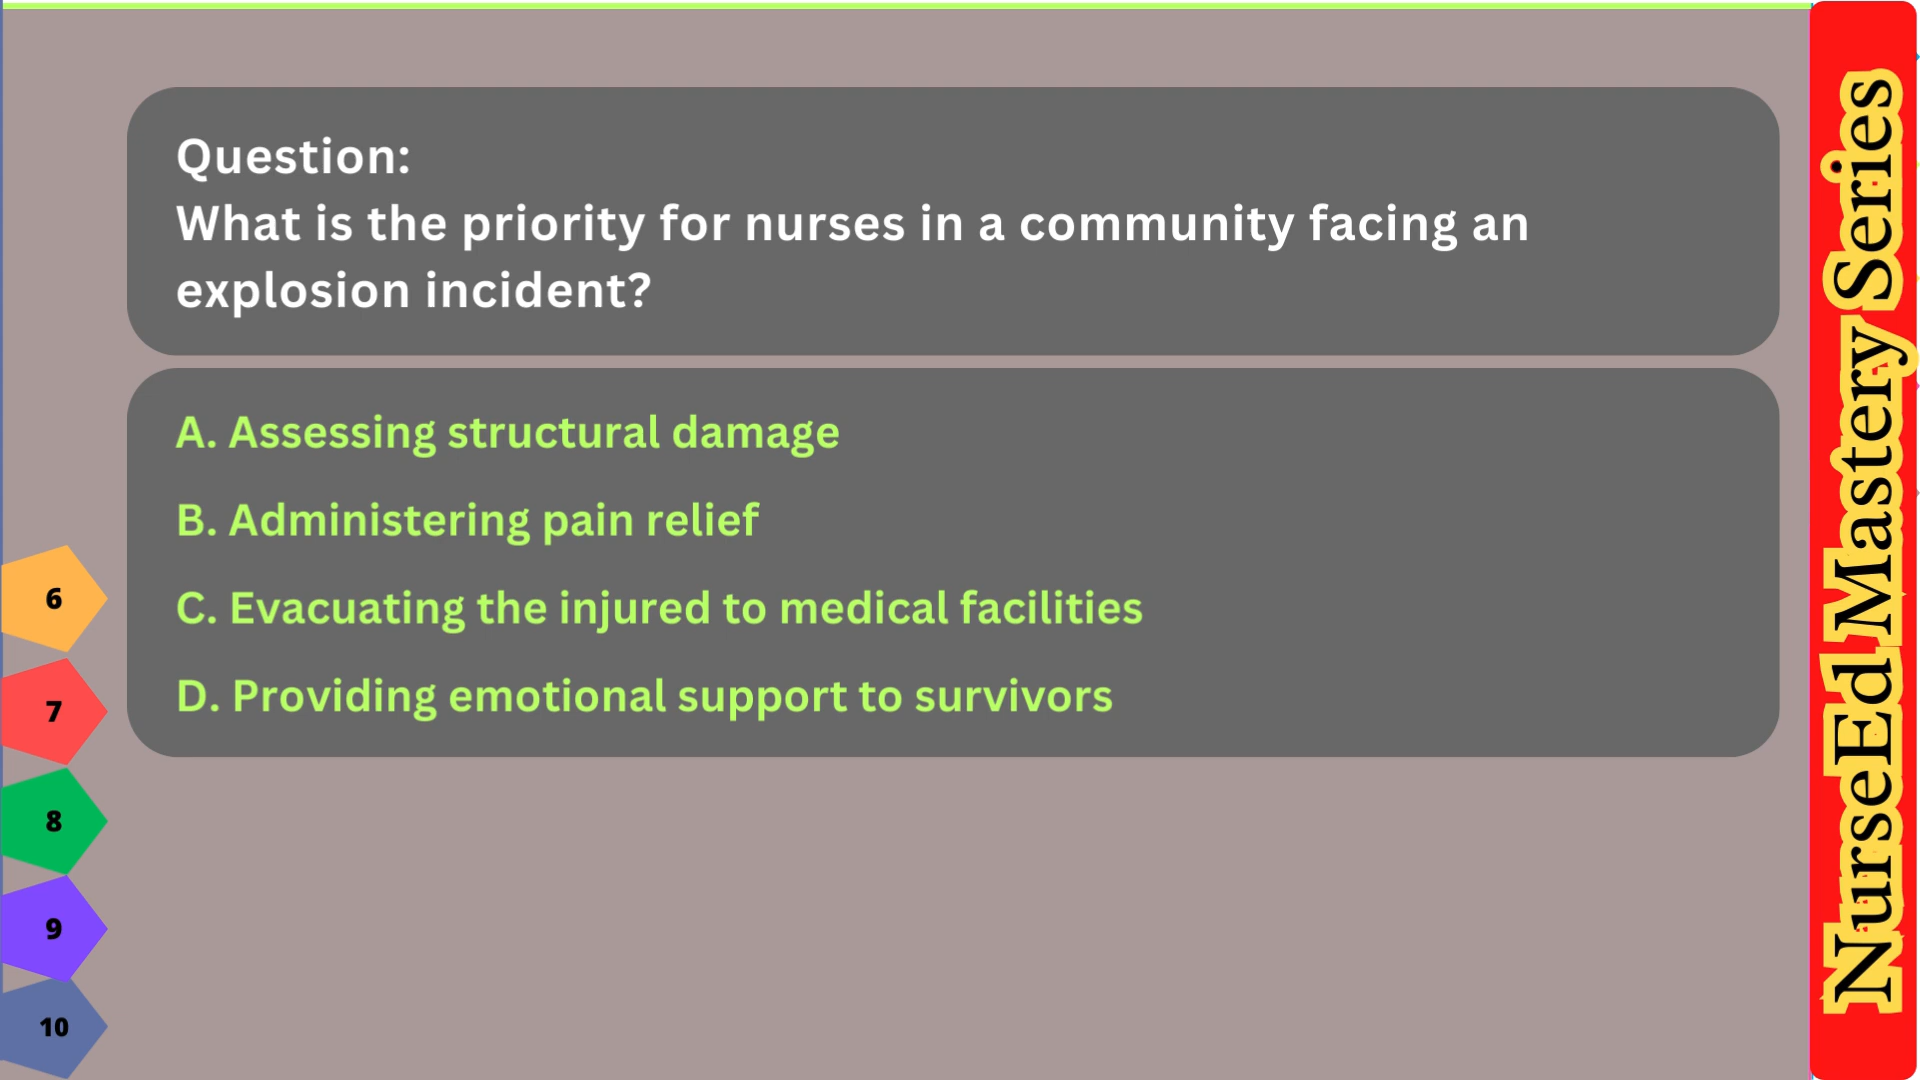 Question:
What is the priority for nurses in a community facing an
explosion incident?
A. Assessing structural damage
B. Administering pain relief
C. Evacuating the injured to medical facilities
D. Providing emotional support to survivors
6
7
8
9
10
NurseEd Mastery Series